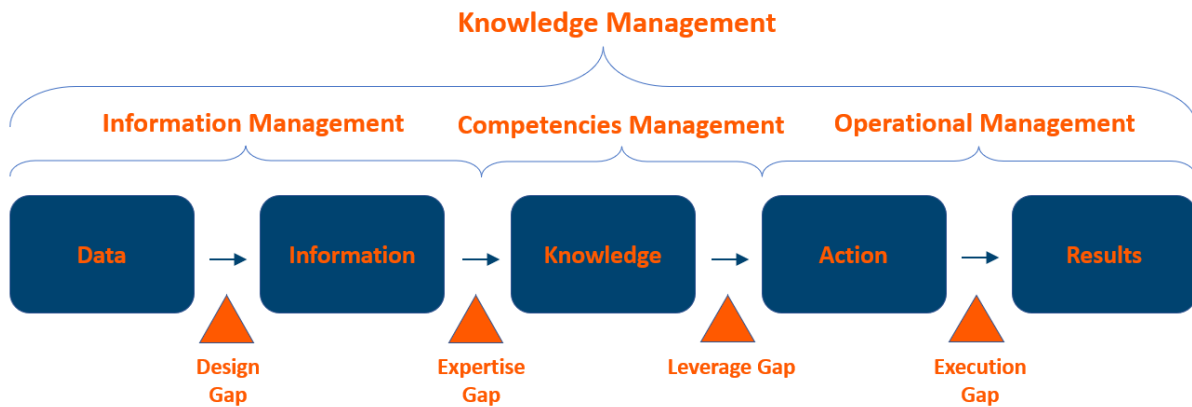 Knowledge Management
Information Management
Competencies Management
Operational Management
Data
Information
Knowledge
Action
Results
Design
Gap
Expertise
Gap
Leverage Gap
Execution
Gap